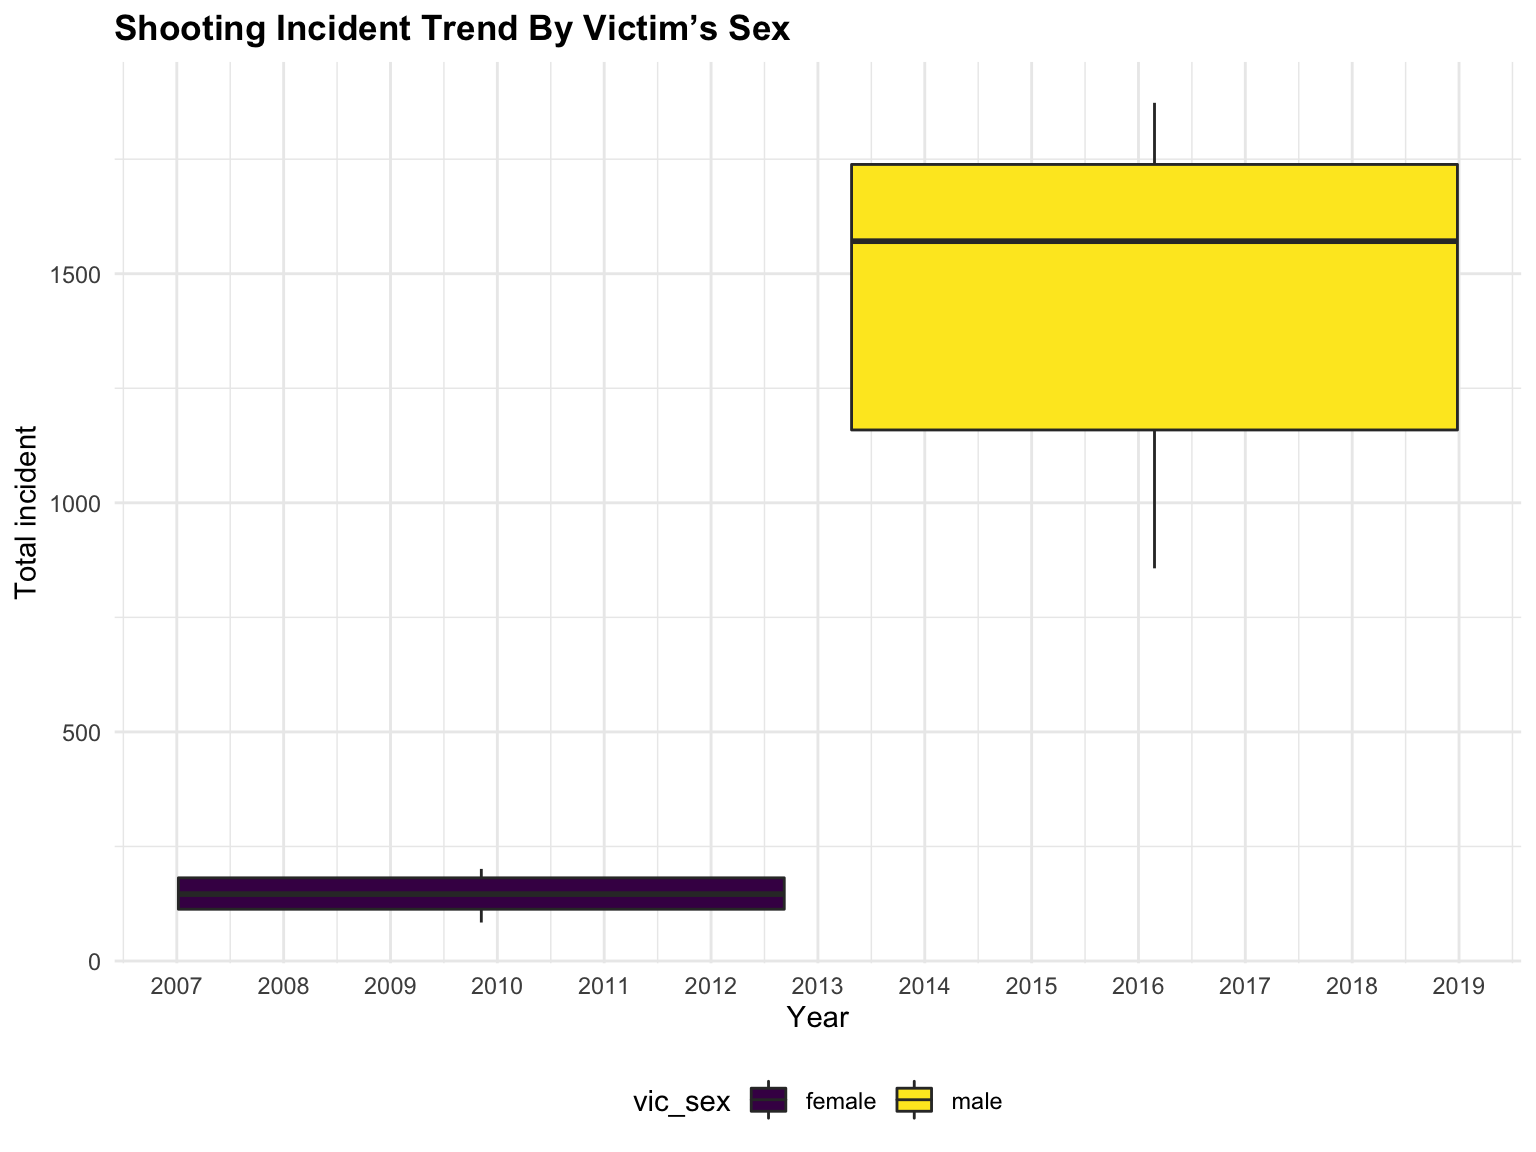 Shooting Incident Trend By Victim’s Sex
Total incident
1500
1000
500
0
2007 2008 2009 2010 2011 2012 2013 2014 2015 2016 2017 2018 2019
Year
vic_sex female male